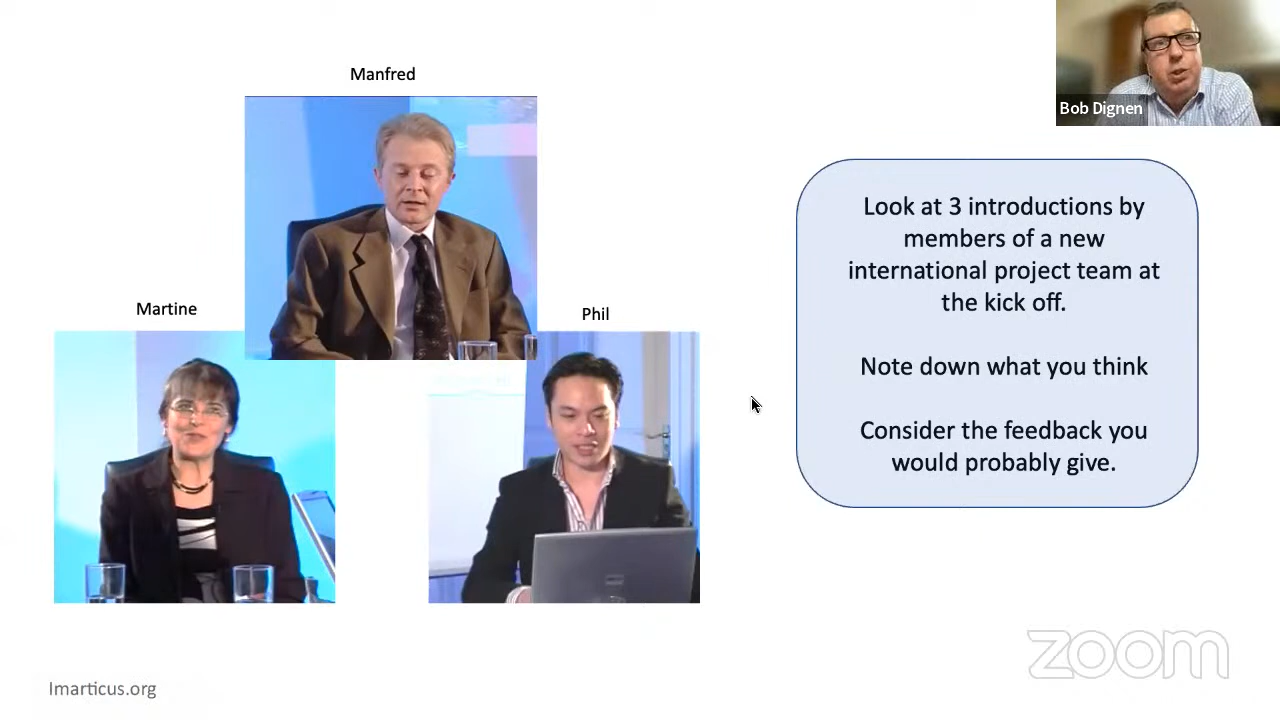 Manfred
Bob Dignen
Martine
Phil
Look at 3 introductions by
members of a new
international project team at
the kick off.
Note down what you think
Consider the feedback you
would probably give.
zoom
Imarticus.org